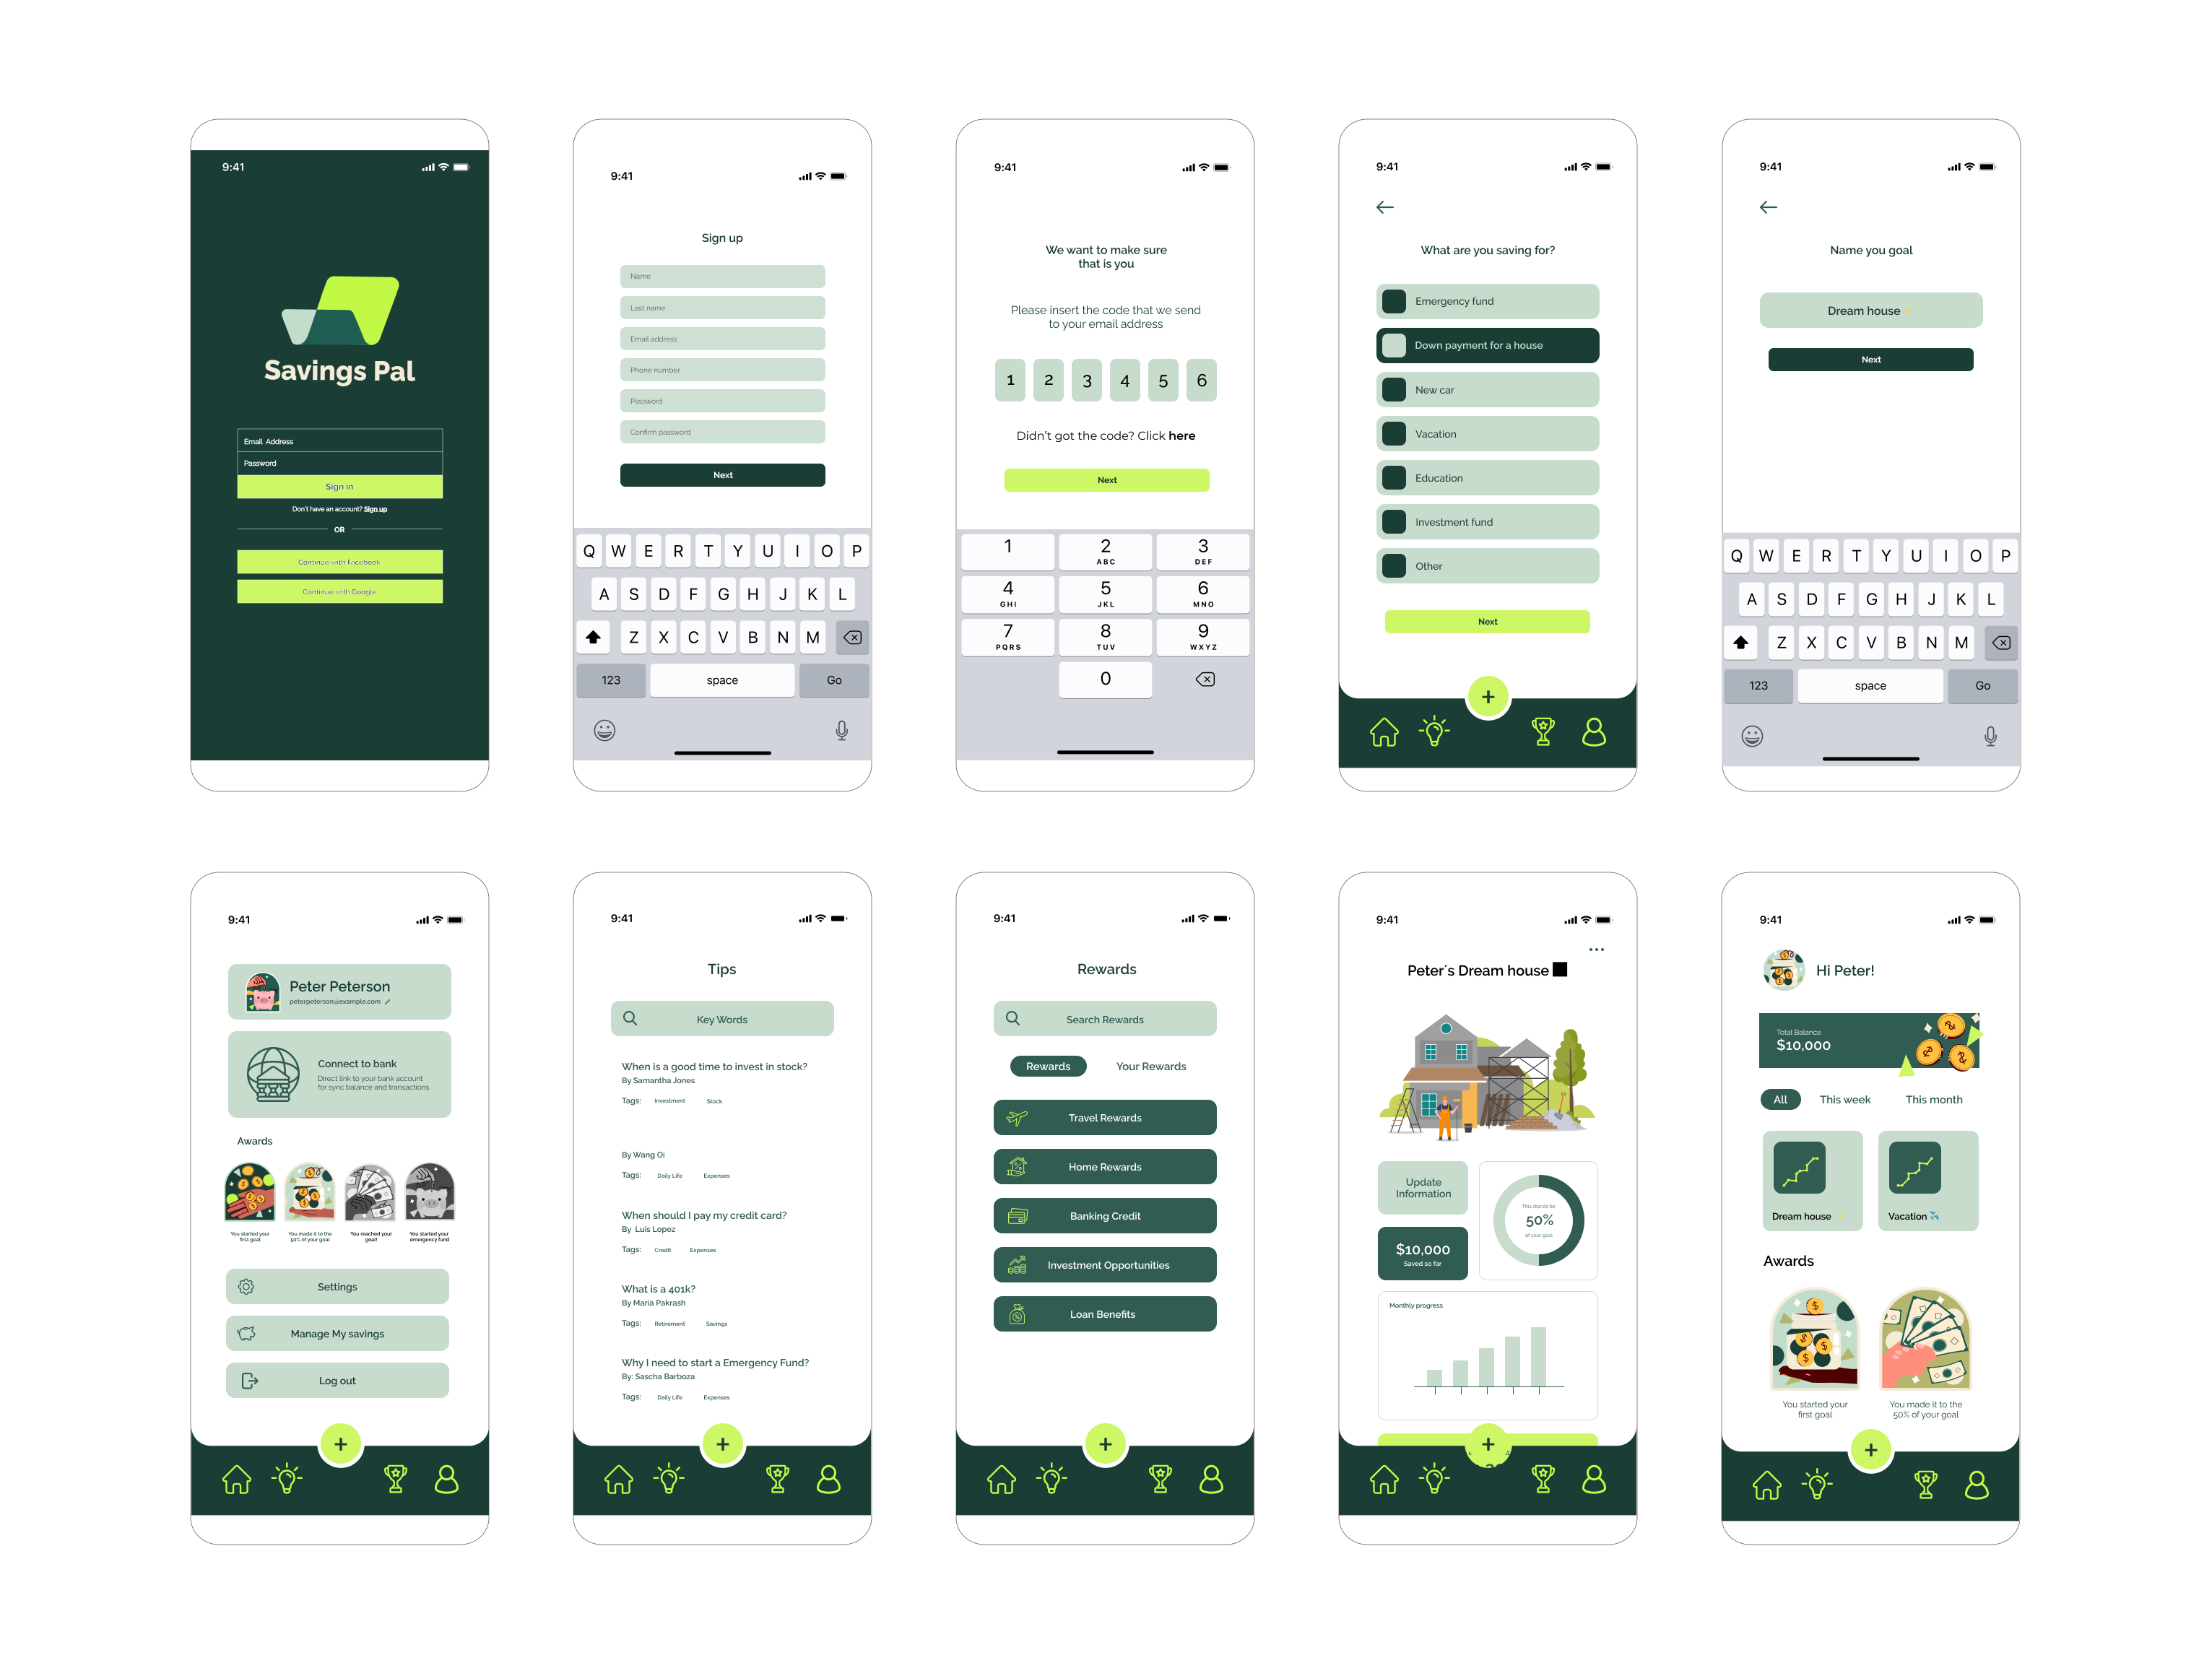 9:41
Savings Pal
Email Address
Password
Sign in
Don't have an account? Sign up
OR
Continue with Facebook
Continue with Google
9:41
Sign up
Name
Last name
Email address
Phone number
Password
Confirm password
Next
Q W E R T Y U I O P
A S D F G H J K L
Z X C V B N M
123 space Go
9:41
We want to make sure
that is you
Please insert the code that we send
to your email address
1 2 3 4 5 6
Didn't got the code? Click here
Next
1 2 3
ABC DEF
4 5 6
GHI JKL MNO
7 8 9
PQRS TUV WXYZ
0
9:41
What are you saving for?
Emergency fund
Down payment for a house
New car
Vacation
Education
Investment fund
Other
Next
+
9:41
Name you goal
Dream house ✨
Next
Q W E R T Y U I O P
A S D F G H J K L
Z X C V B N M
123 space Go
9:41
Peter Peterson
peterpeterson@example.com
Connect to bank
Direct link to your bank account
for sync balance and transactions
Awards
You started your
first goal
You made it to the
50% of your goal
You reached your
goal!
You started your
emergency fund
Settings
Manage My savings
Log out
+
9:41
Tips
Key Words
When is a good time to invest in stock?
By Samantha Jones
Tags: Investment Stock
By Wang Qi
Tags: Daily Life Expenses
When should I pay my credit card?
By Luis Lopez
Tags: Credit Expenses
What is a 401k?
By Maria Pakrash
Tags: Retirement Savings
Why I need to start a Emergency Fund?
By: Sascha Barboza
Tags: Daily Life Expenses
+
9:41
Rewards
Search Rewards
Rewards Your Rewards
Travel Rewards
Home Rewards
Banking Credit
Investment Opportunities
Loan Benefits
+
9:41
Peter's Dream house
Update
Information
$10,000
Saved so far
This stands for
50%
of your goal
Monthly progress
+
9:41
Hi Peter!
Total Balance
$10,000
All This week This month
Dream house ✨
Vacation ✈️
Awards
You started your
first goal
You made it to the
50% of your goal
+